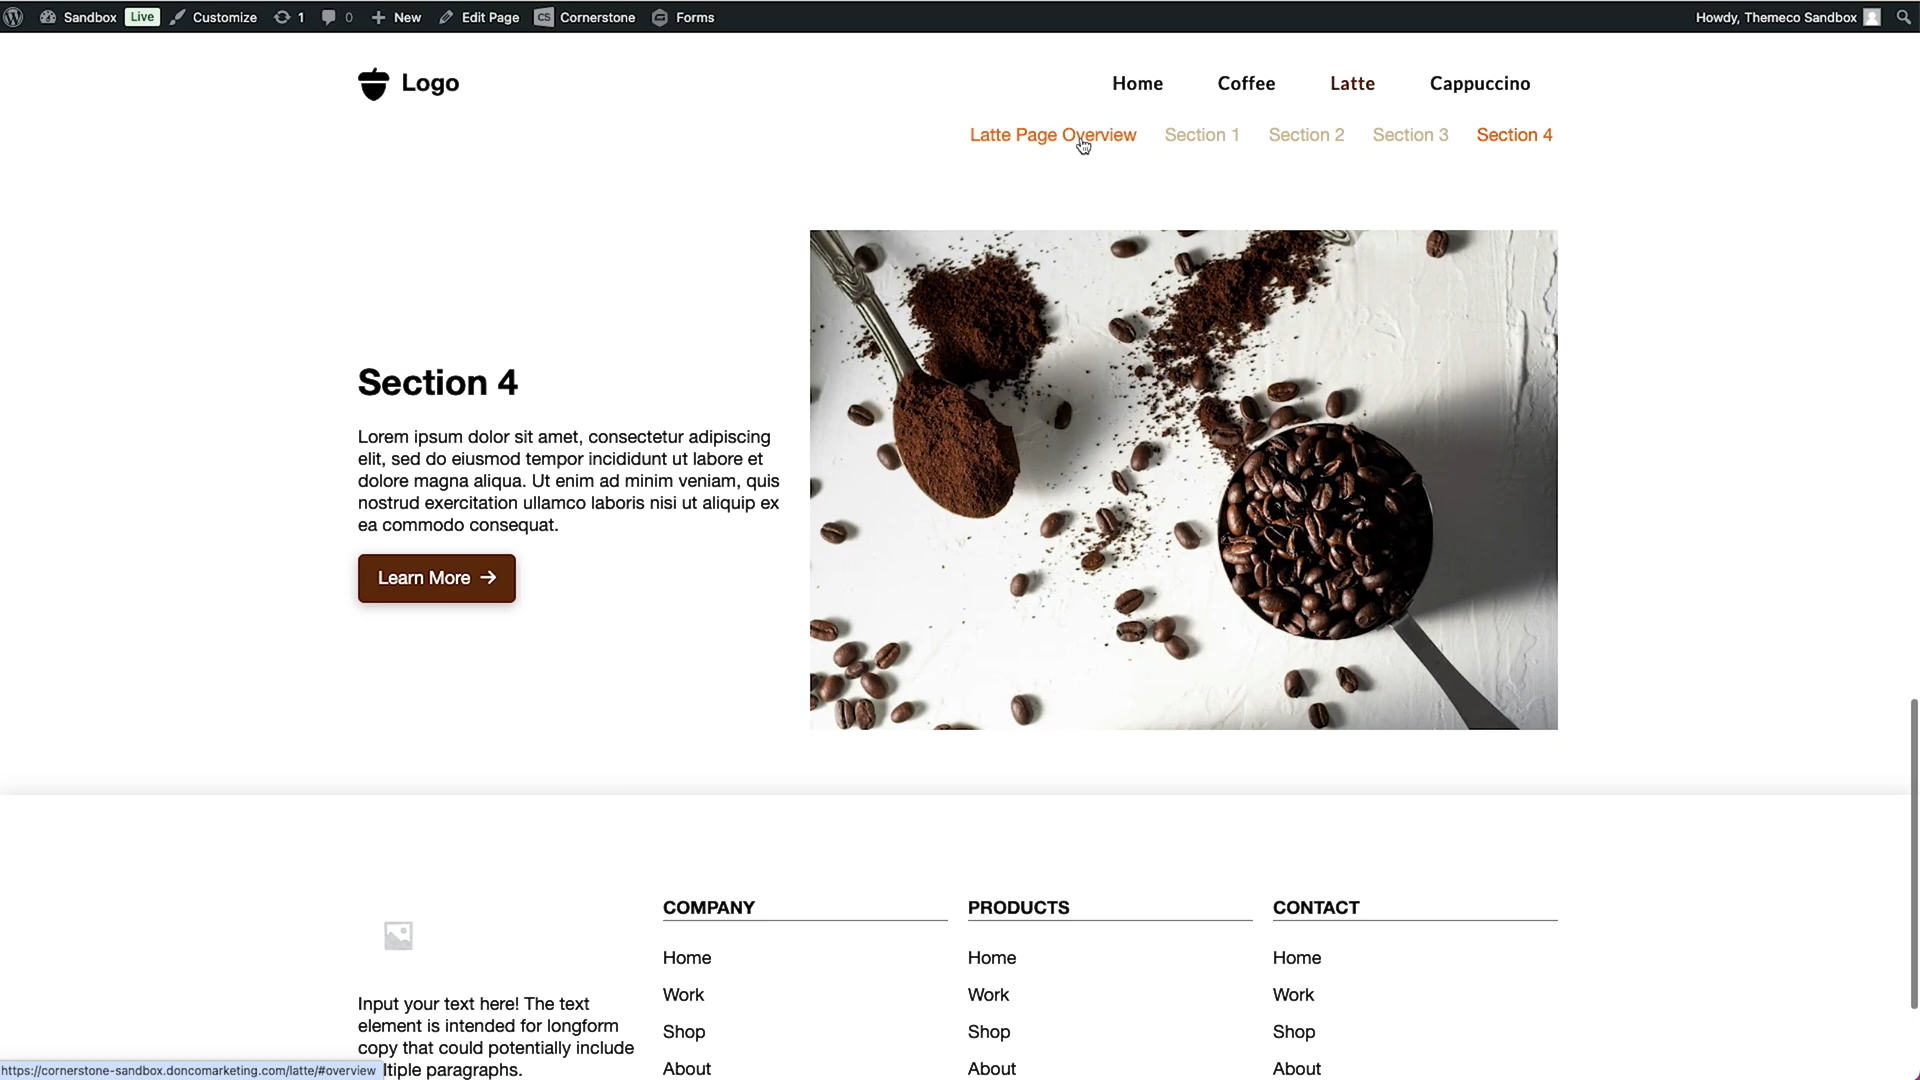 Sandbox Live Customize 1 0 New Edit Page CS Cornerstone Forms Howdy, Themeco Sandbox
Logo Home Coffee Latte Cappuccino
Latte Page Overview Section 1 Section 2 Section 3 Section 4
Section 4
Lorem ipsum dolor sit amet, consectetur adipiscing
elit, sed do eiusmod tempor incididunt ut labore et
dolore magna aliqua. Ut enim ad minim veniam, quis
nostrud exercitation ullamco laboris nisi ut aliquip ex
ea commodo consequat.
Learn More
Input your text here! The text
element is intended for longform
copy that could potentially include
ltiple paragraphs.
COMPANY
Home
Work
Shop
About
PRODUCTS
Home
Work
Shop
About
CONTACT
Home
Work
Shop
About
https://cornerstone-sandbox.doncomarketing.com/latte/#overview